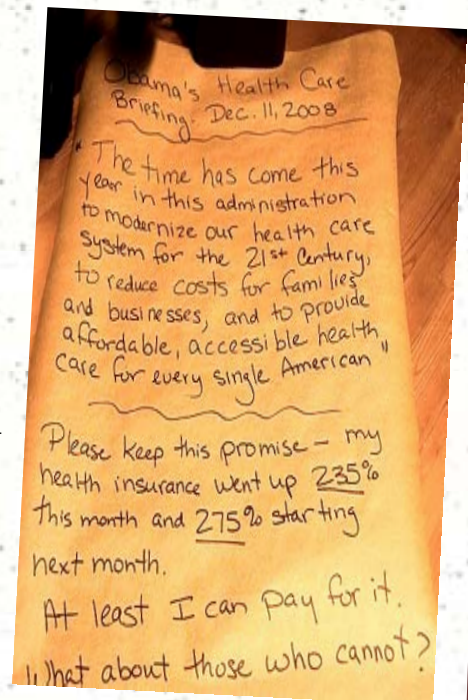 Obama's Health Care
Briefing. Dec. 11, 2008
"The time has come this
year in this administration
to modernize our health care
system for the 21st Century,
to reduce costs for families
and businesses, and to provide
affordable, accessible health
care for every single American"
Please keep this promise – my
health insurance went up 235%
this month and 275% starting
next month.
At least I can pay for it.
What about those who cannot?